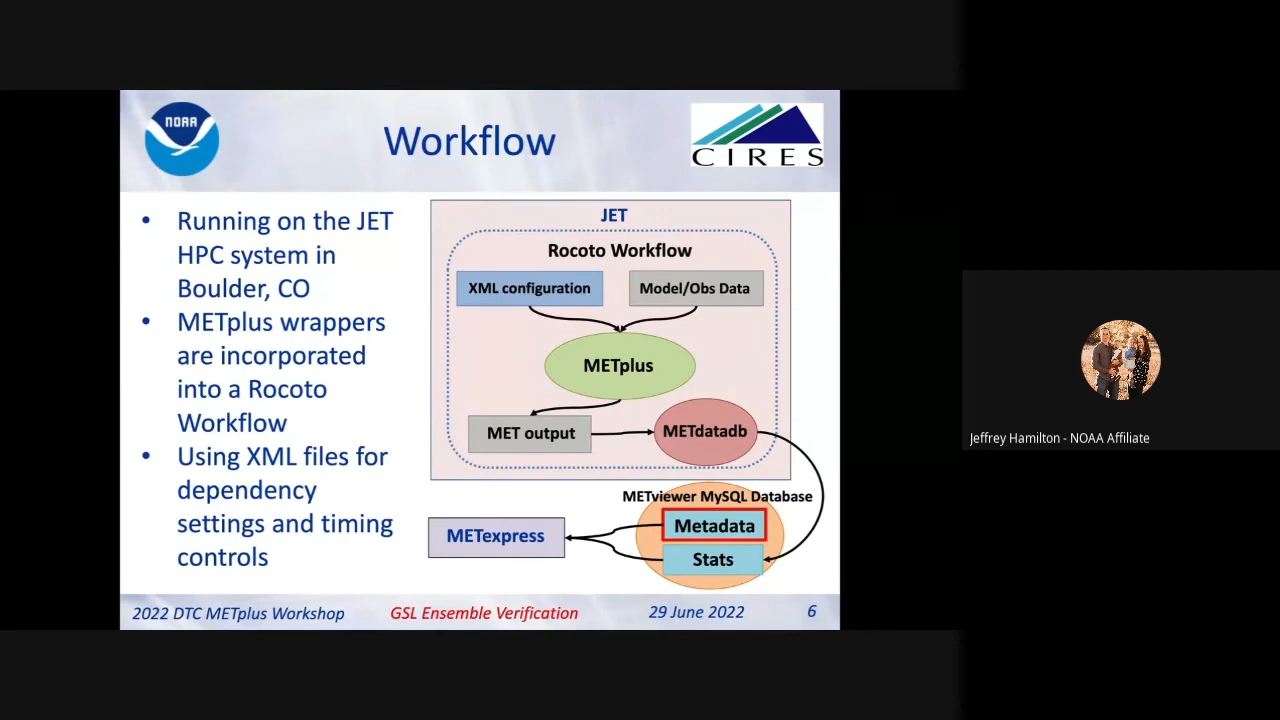 NOAA
Workflow
CIRES
• Running on the JET
HPC system in
Boulder, CO
• METplus wrappers
are incorporated
into a Rocoto
Workflow
• Using XML files for
dependency
settings and timing
controls
JET
Rocoto Workflow
XML configuration
Model/Obs Data
METplus
MET output
METdatadb
METviewer MySQL Database
Metadata
Stats
METexpress
2022 DTC METplus Workshop
GSL Ensemble Verification
29 June 2022
6
Jeffrey Hamilton - NOAA Affiliate